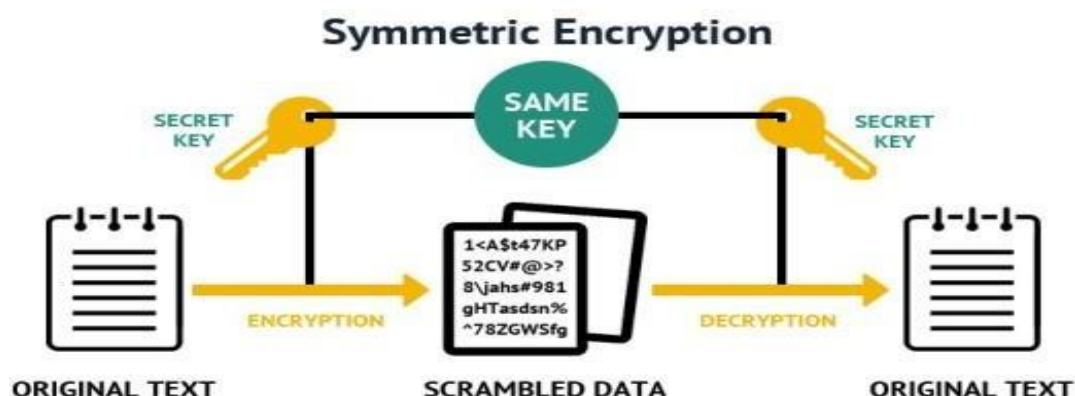 Symmetric Encryption
SECRET
KEY
SAME
KEY
SECRET
KEY
1<A$t47KP
52CV#@>?
8\jahs#981
gHTasdsn%
^78ZGWSfg
ENCRYPTION
DECRYPTION
ORIGINAL TEXT
SCRAMBLED DATA
ORIGINAL TEXT